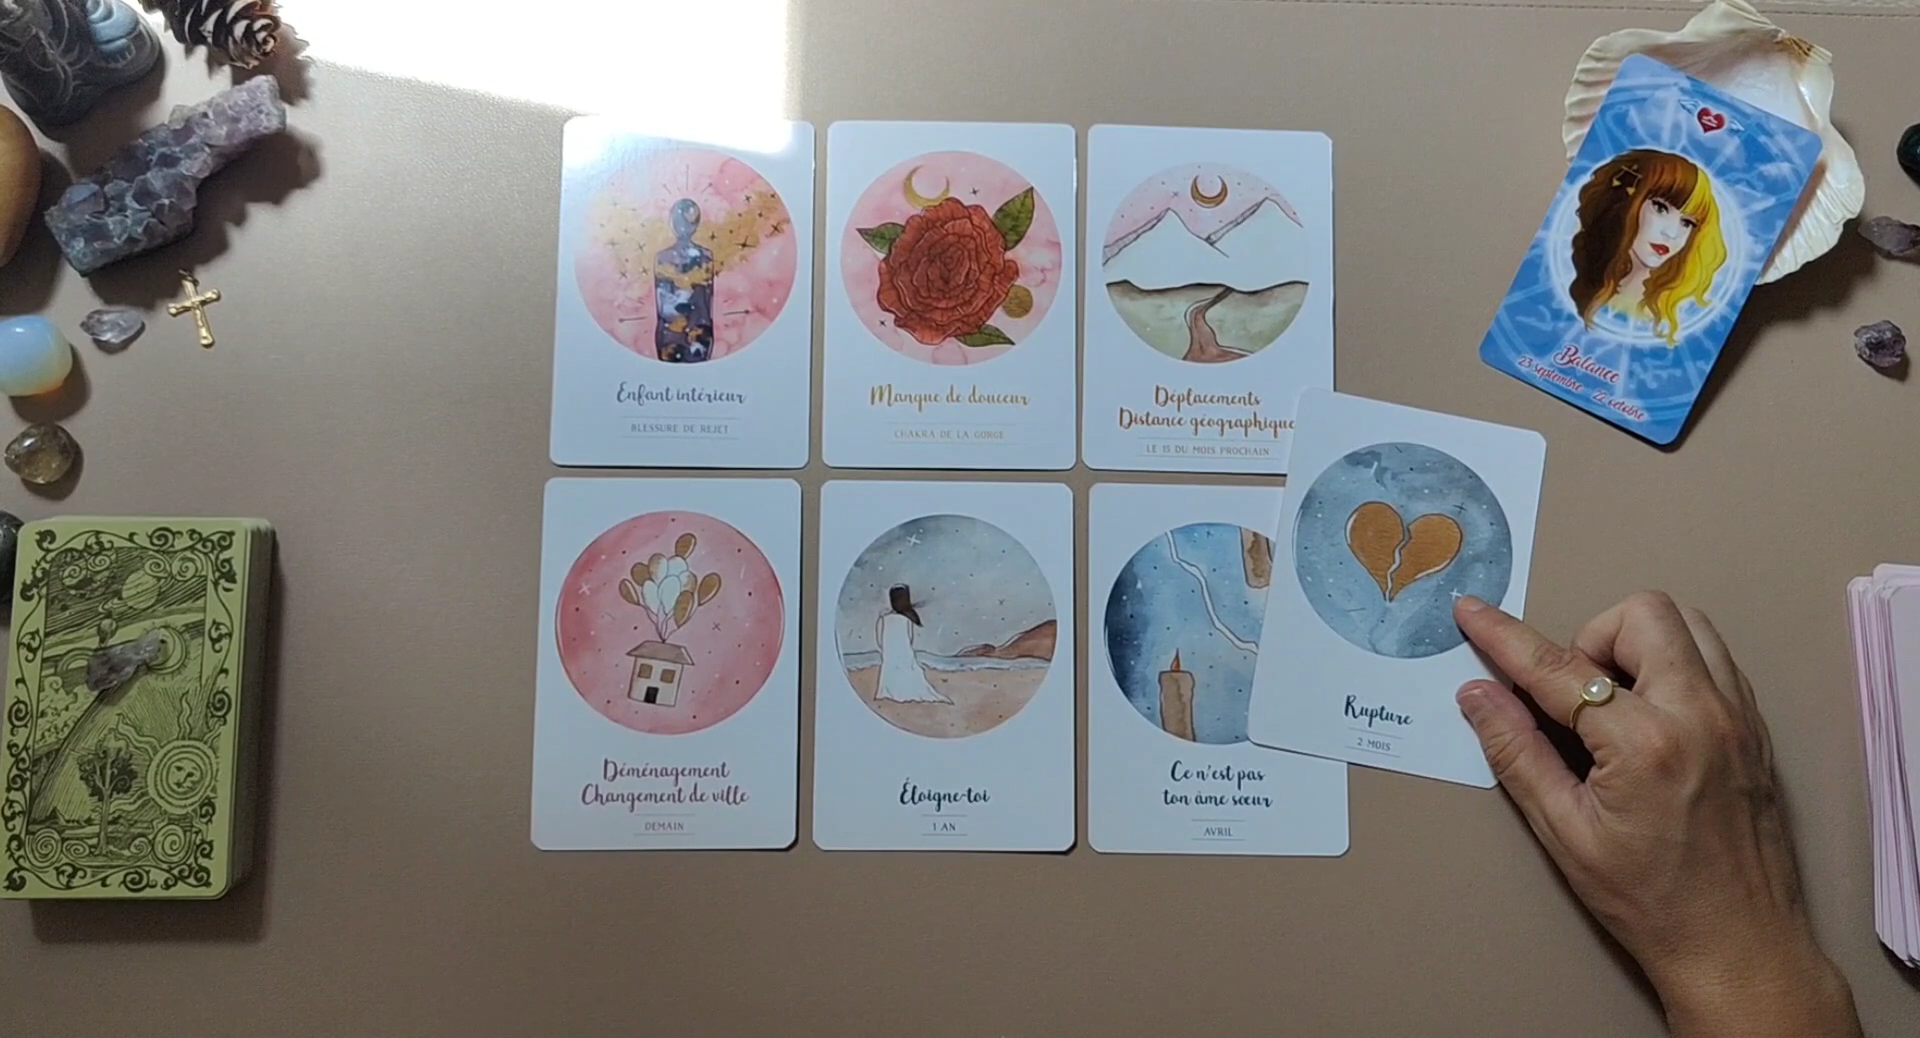 Enfant intérieur
BLESSURE DE REJET
Manque de douceur
CHAKRA DE LA GORGE
Déplacements
Distance géographique
LE 15 DU MOIS PROCHAIN
Balance
23 septembre - 22 octobre
Déménagement
Changement de ville
DEMAIN
Éloigne-toi
1 AN
Ce n'est pas
ton âme sœur
AVRIL
Rupture
2 MOIS